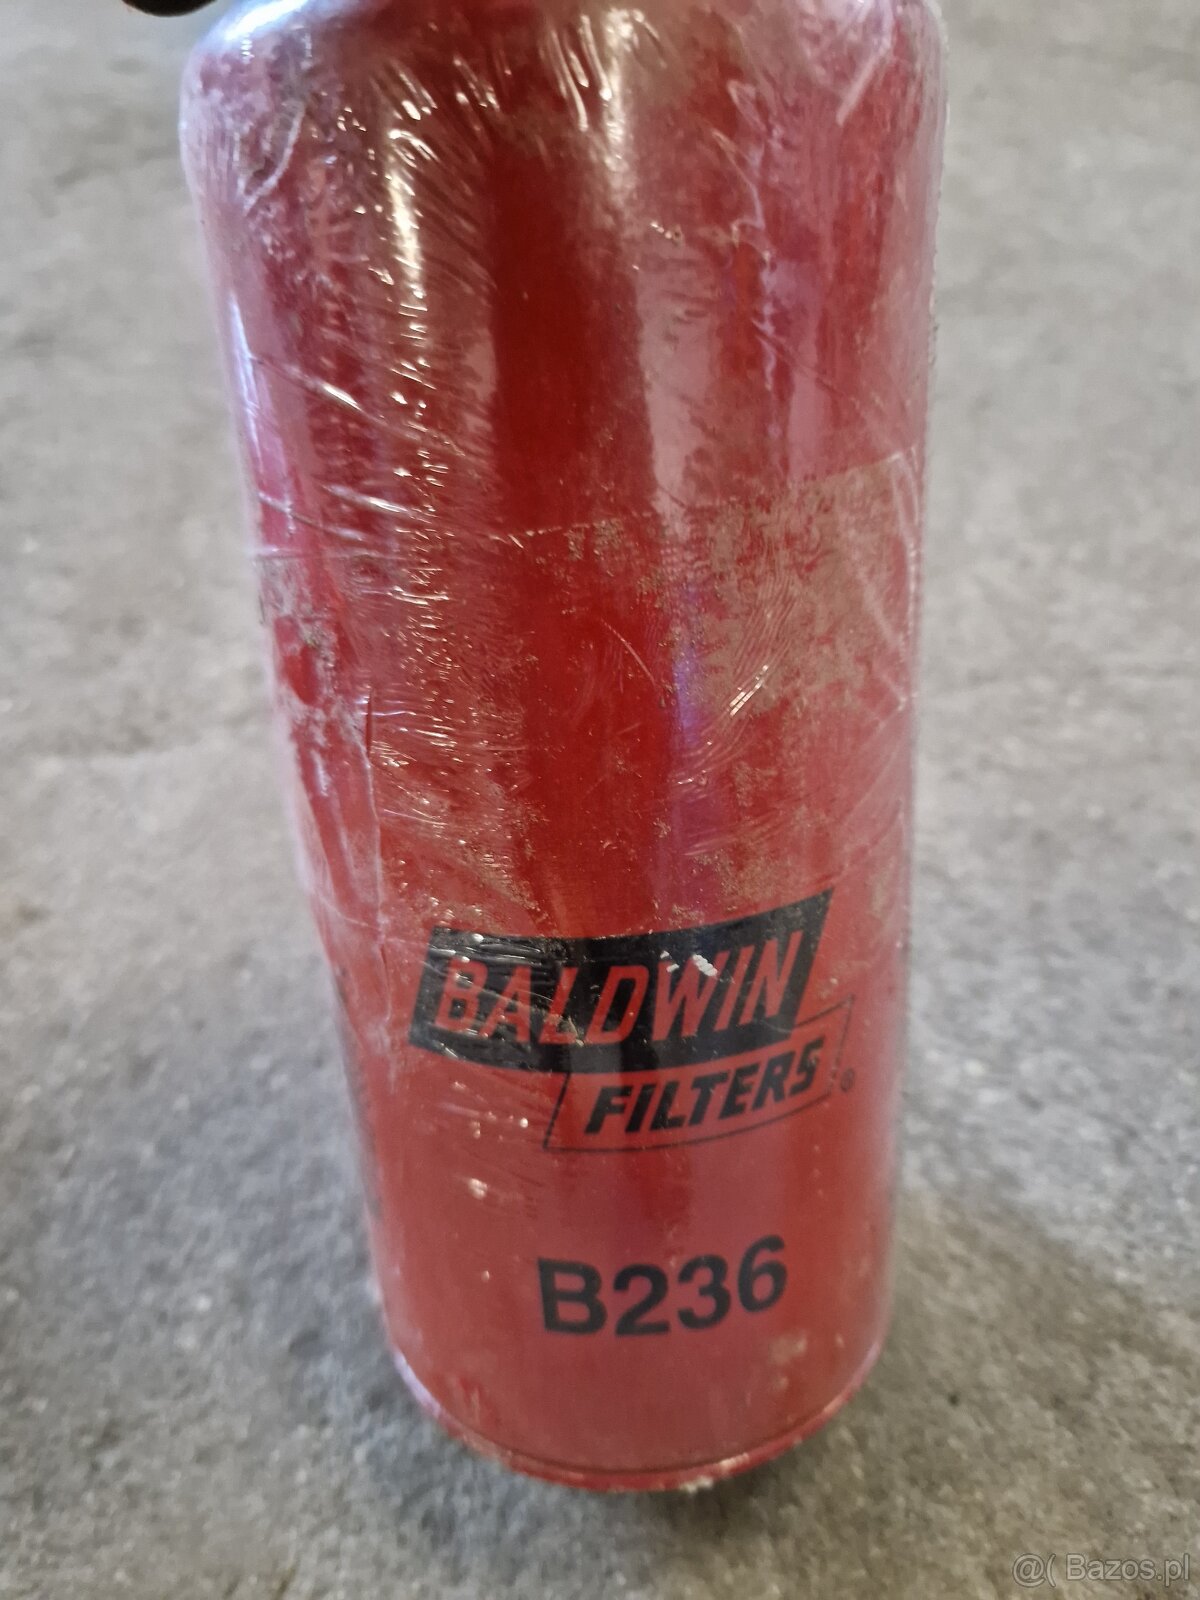 BALDWIN
FILTERS®
B236
@( Bazos.pl